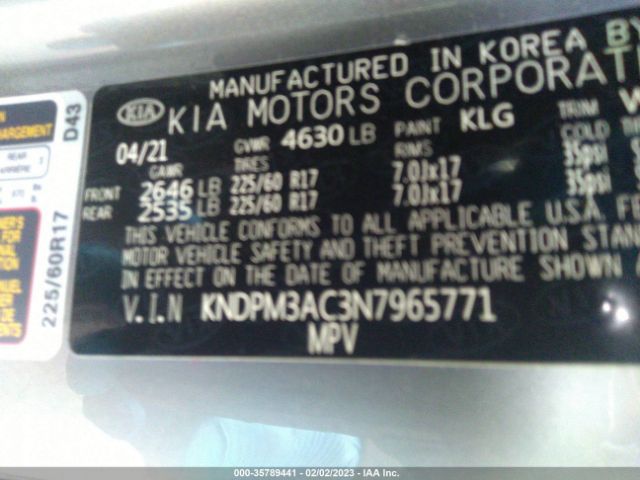 MANUFACTURED IN KOREA BY
KIA KIA MOTORS CORPORATI
04/21 GVWR 4630 LB PAINT KLG TRIM W
GAWR TIRES RIMS COLD
FRONT 2646 LB 225/60 R17 7.0Jx17 35psi
REAR 2535 LB 225/60 R17 7.0Jx17 35psi
THIS VEHICLE CONFORMS TO ALL APPLICABLE U.S.A. FE
MOTOR VEHICLE SAFETY AND THEFT PREVENTION STAN
IN EFFECT ON THE DATE OF MANUFACTURE SHOWN A
V.I.N KNDPM3AC3N7965771
MPV
D43
225/60R17
REAR
000-35789441 - 02/02/2023 - IAA Inc.